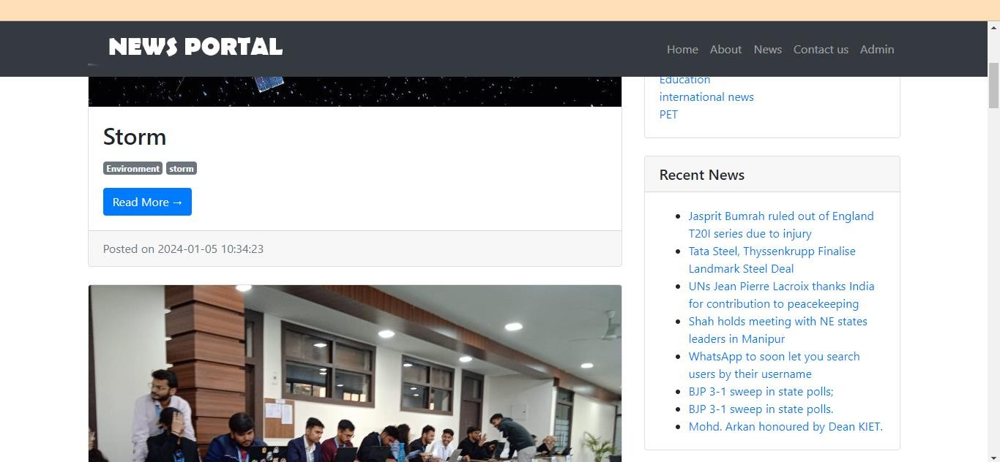 NEWS PORTAL
Home About News Contact us Admin
Storm
Environment storm
Read More →
Posted on 2024-01-05 10:34:23
Education
international news
PET
Recent News
Jasprit Bumrah ruled out of England
T20I series due to injury
Tata Steel, Thyssenkrupp Finalise
Landmark Steel Deal
UNs Jean Pierre Lacroix thanks India
for contribution to peacekeeping
Shah holds meeting with NE states
leaders in Manipur
WhatsApp to soon let you search
users by their username
BJP 3-1 sweep in state polls;
BJP 3-1 sweep in state polls.
Mohd. Arkan honoured by Dean KIET.